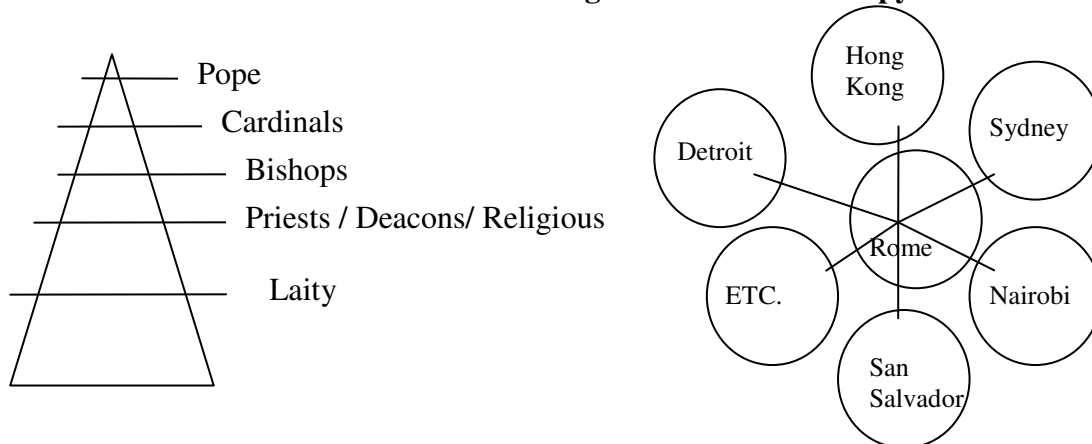 Pope
Cardinals
Bishops
Priests / Deacons/ Religious
Laity
Hong
Kong
Sydney
Detroit
Rome
ETC.
Nairobi
San
Salvador